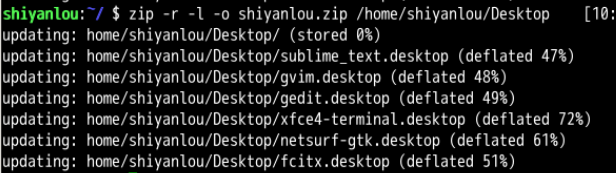 shiyanlou:~/ $ zip -r -l -o shiyanlou.zip /home/shiyanlou/Desktop [10:
updating: home/shiyanlou/Desktop/ (stored 0%)
updating: home/shiyanlou/Desktop/sublime_text.desktop (deflated 47%)
updating: home/shiyanlou/Desktop/gvim.desktop (deflated 48%)
updating: home/shiyanlou/Desktop/gedit.desktop (deflated 49%)
updating: home/shiyanlou/Desktop/xfce4-terminal.desktop (deflated 72%)
updating: home/shiyanlou/Desktop/netsurf-gtk.desktop (deflated 61%)
updating: home/shiyanlou/Desktop/fcitx.desktop (deflated 51%)